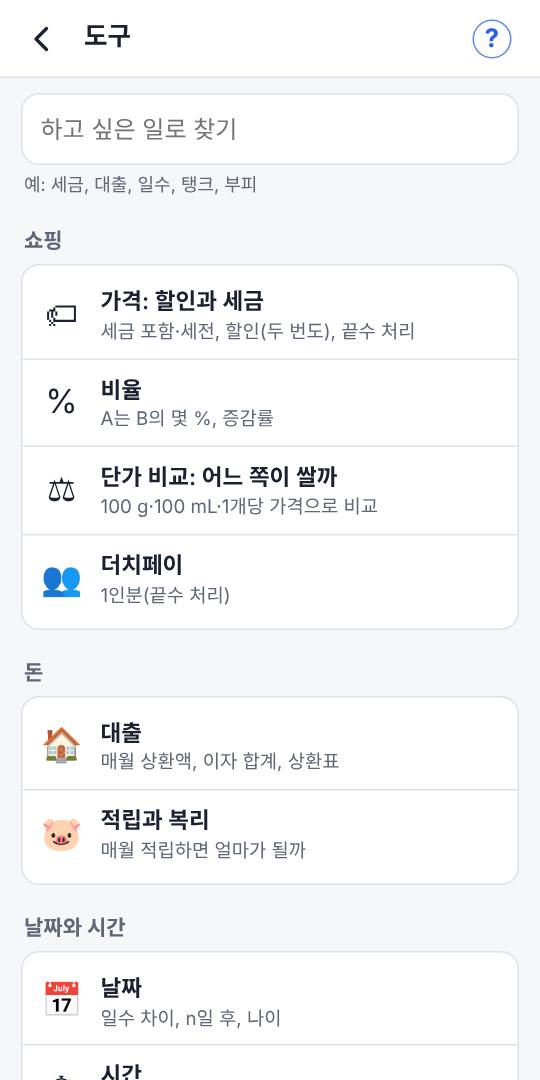 도구
?
하고 싶은 일로 찾기
예: 세금, 대출, 일수, 탱크, 부피
쇼핑
가격: 할인과 세금
세금 포함·세전, 할인(두 번도), 끝수 처리
%
비율
A는 B의 몇 %, 증감률
단가 비교: 어느 쪽이 쌀까
100 g·100 mL·1개당 가격으로 비교
더치페이
1인분(끝수 처리)
돈
대출
매월 상환액, 이자 합계, 상환표
적립과 복리
매월 적립하면 얼마가 될까
날짜와 시간
July
17
날짜
일수 차이, n일 후, 나이
시간